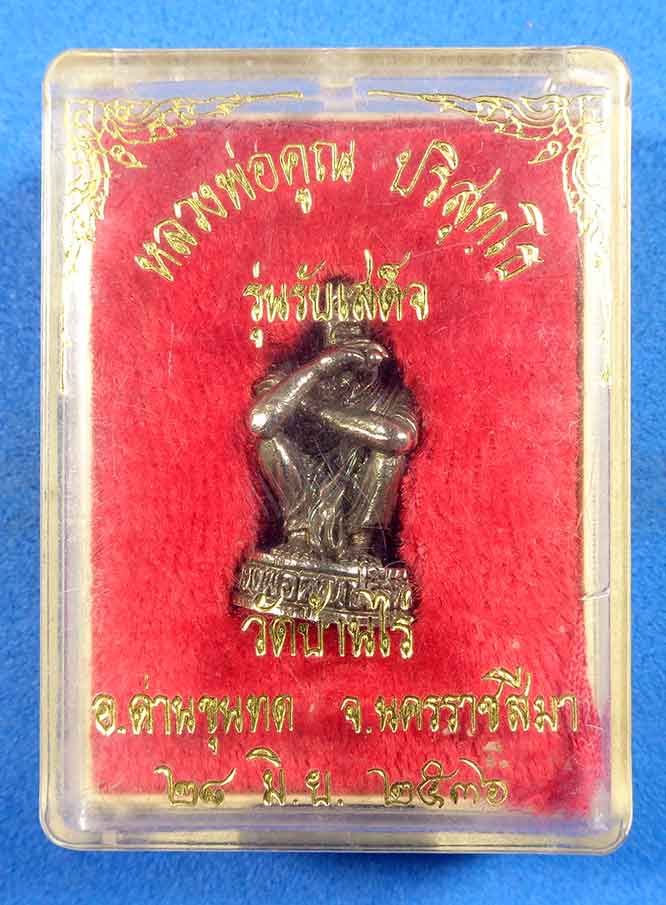 หลวงพ่อคูณ ปริสุทฺโธ
รุ่นรับเสด็จ
วัดบ้านไร่
อ.ด่านขุนทด จ.นครราชสีมา
๒๘ มิ.ย. ๒๕๓๖